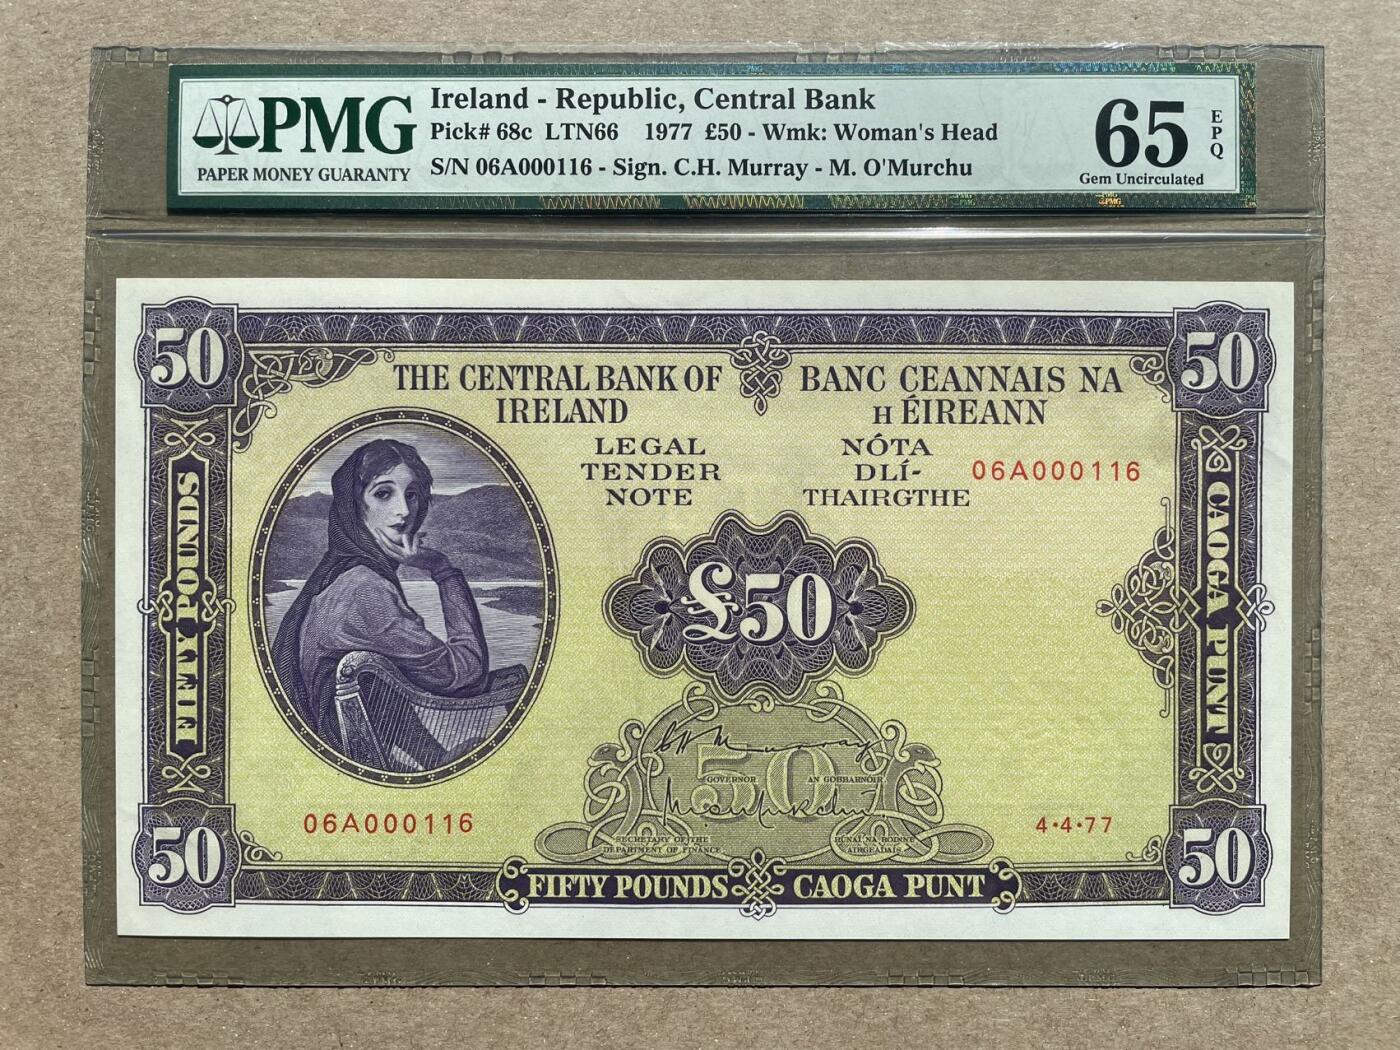 PMG
PAPER MONEY GUARANTY
Ireland - Republic, Central Bank
Pick# 68c LTN66 1977 £50 - Wmk: Woman's Head
S/N 06A000116 - Sign. C.H. Murray - M. O'Murchu
65
EPQ
Gem Uncirculated
50
50
THE CENTRAL BANK OF
IRELAND
BANC CEANNAIS NA
H ÉIREANN
LEGAL
TENDER
NOTE
NÓTA
DLÍ-
THAIRGTHE
06A000116
FIFTY POUNDS
CAOGA PUNT
£50
C H Murray
50
GOVERNOR
AN GOBHARNÓIR
06A000116
4·4·77
SECRETARY OF THE
DEPARTMENT OF FINANCE
RÚNAÍ NA ROINNE
AIRGEADAIS
50
50
FIFTY POUNDS
CAOGA PUNT